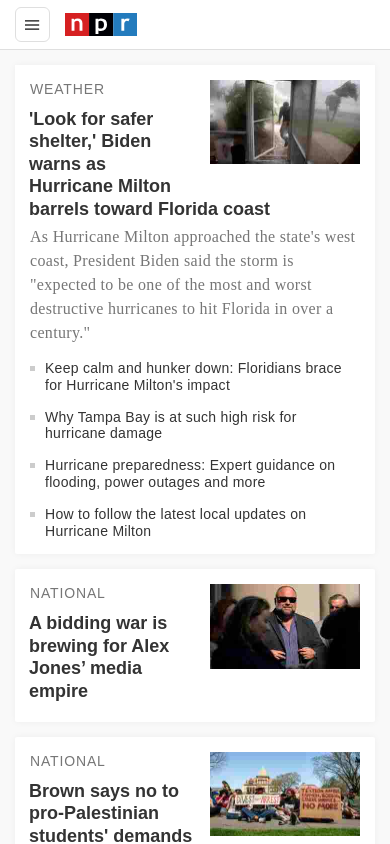 npr
WEATHER
'Look for safer
shelter,' Biden
warns as
Hurricane Milton
barrels toward Florida coast
As Hurricane Milton approached the state's west
coast, President Biden said the storm is
"expected to be one of the most and worst
destructive hurricanes to hit Florida in over a
century."
Keep calm and hunker down: Floridians brace
for Hurricane Milton's impact
Why Tampa Bay is at such high risk for
hurricane damage
Hurricane preparedness: Expert guidance on
flooding, power outages and more
How to follow the latest local updates on
Hurricane Milton
NATIONAL
A bidding war is
brewing for Alex
Jones’ media
empire
NATIONAL
Brown says no to
pro-Palestinian
students' demands
NO MORE